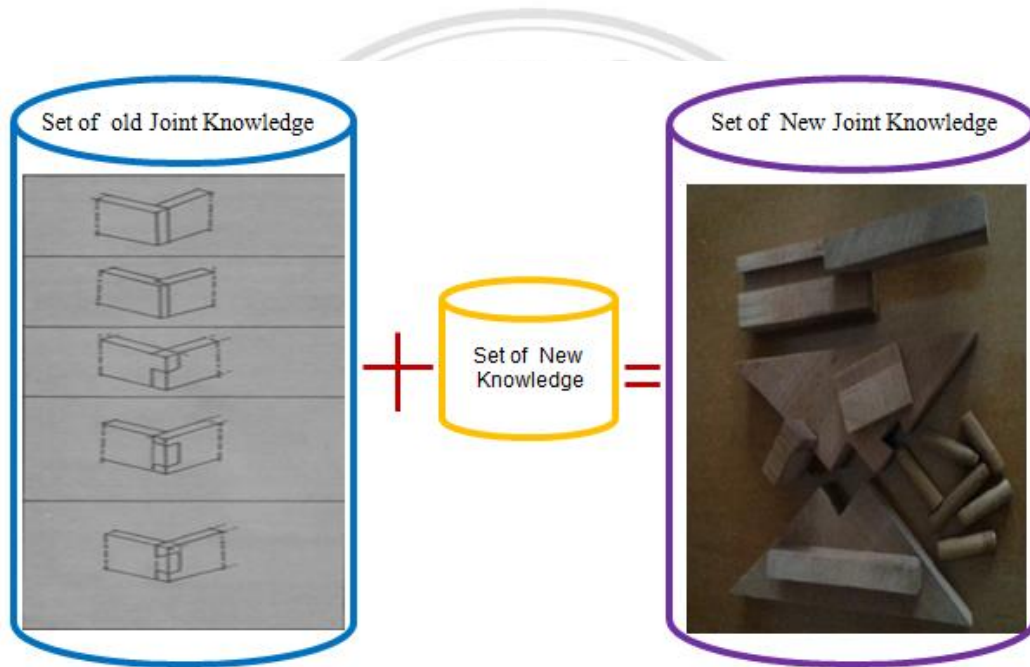 Set of old Joint Knowledge
Set of New Joint Knowledge
Set of New
Knowledge